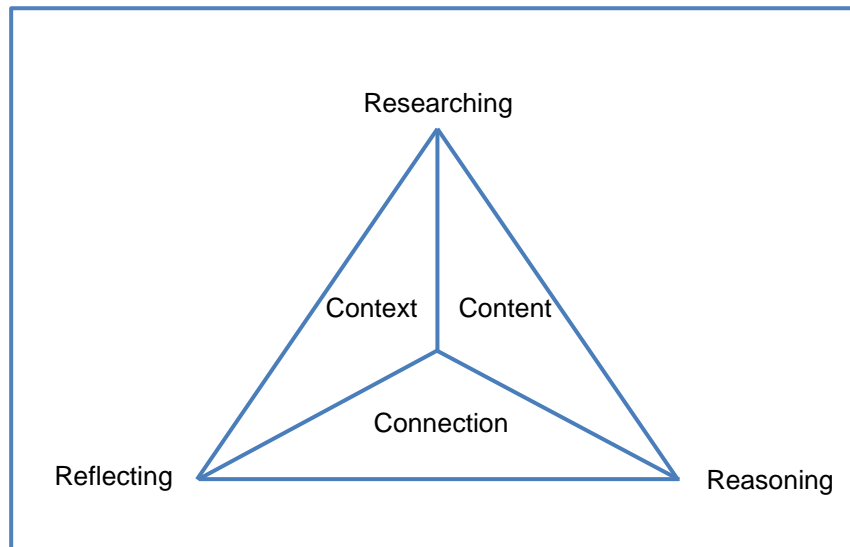 Researching
Context Content
Connection
Reflecting
Reasoning